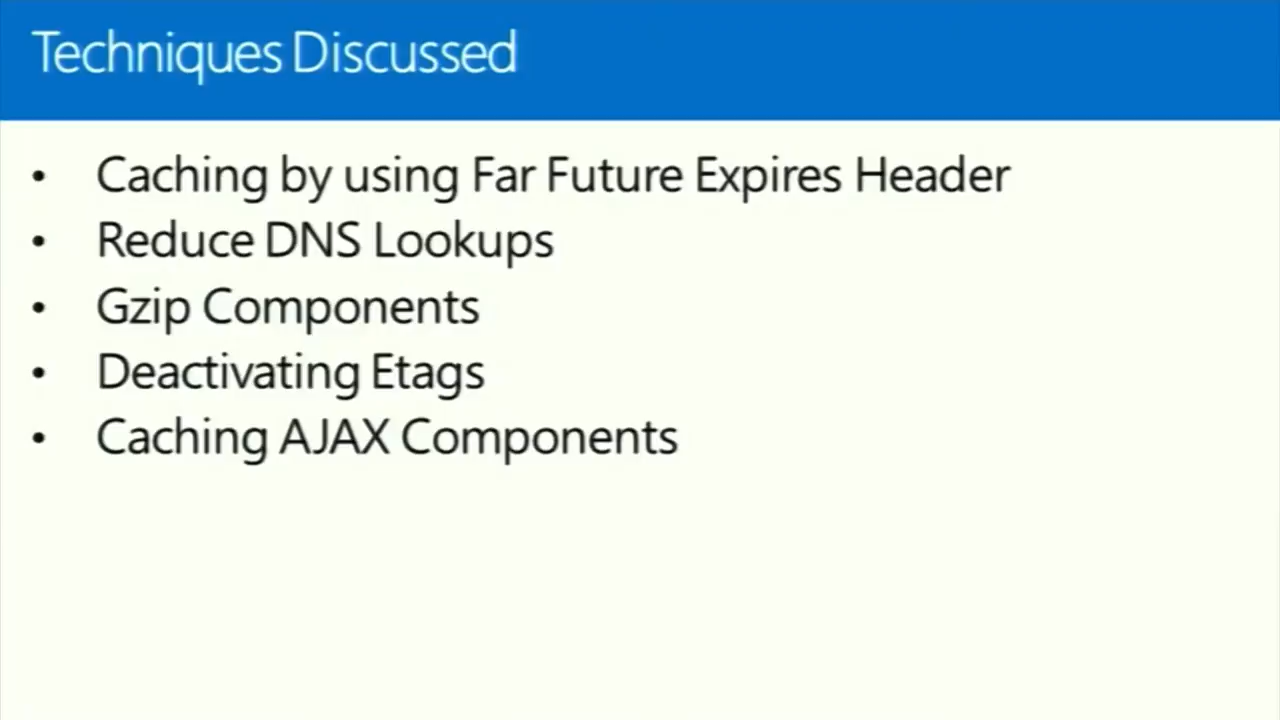 Techniques Discussed
• Caching by using Far Future Expires Header
• Reduce DNS Lookups
• Gzip Components
• Deactivating Etags
• Caching AJAX Components